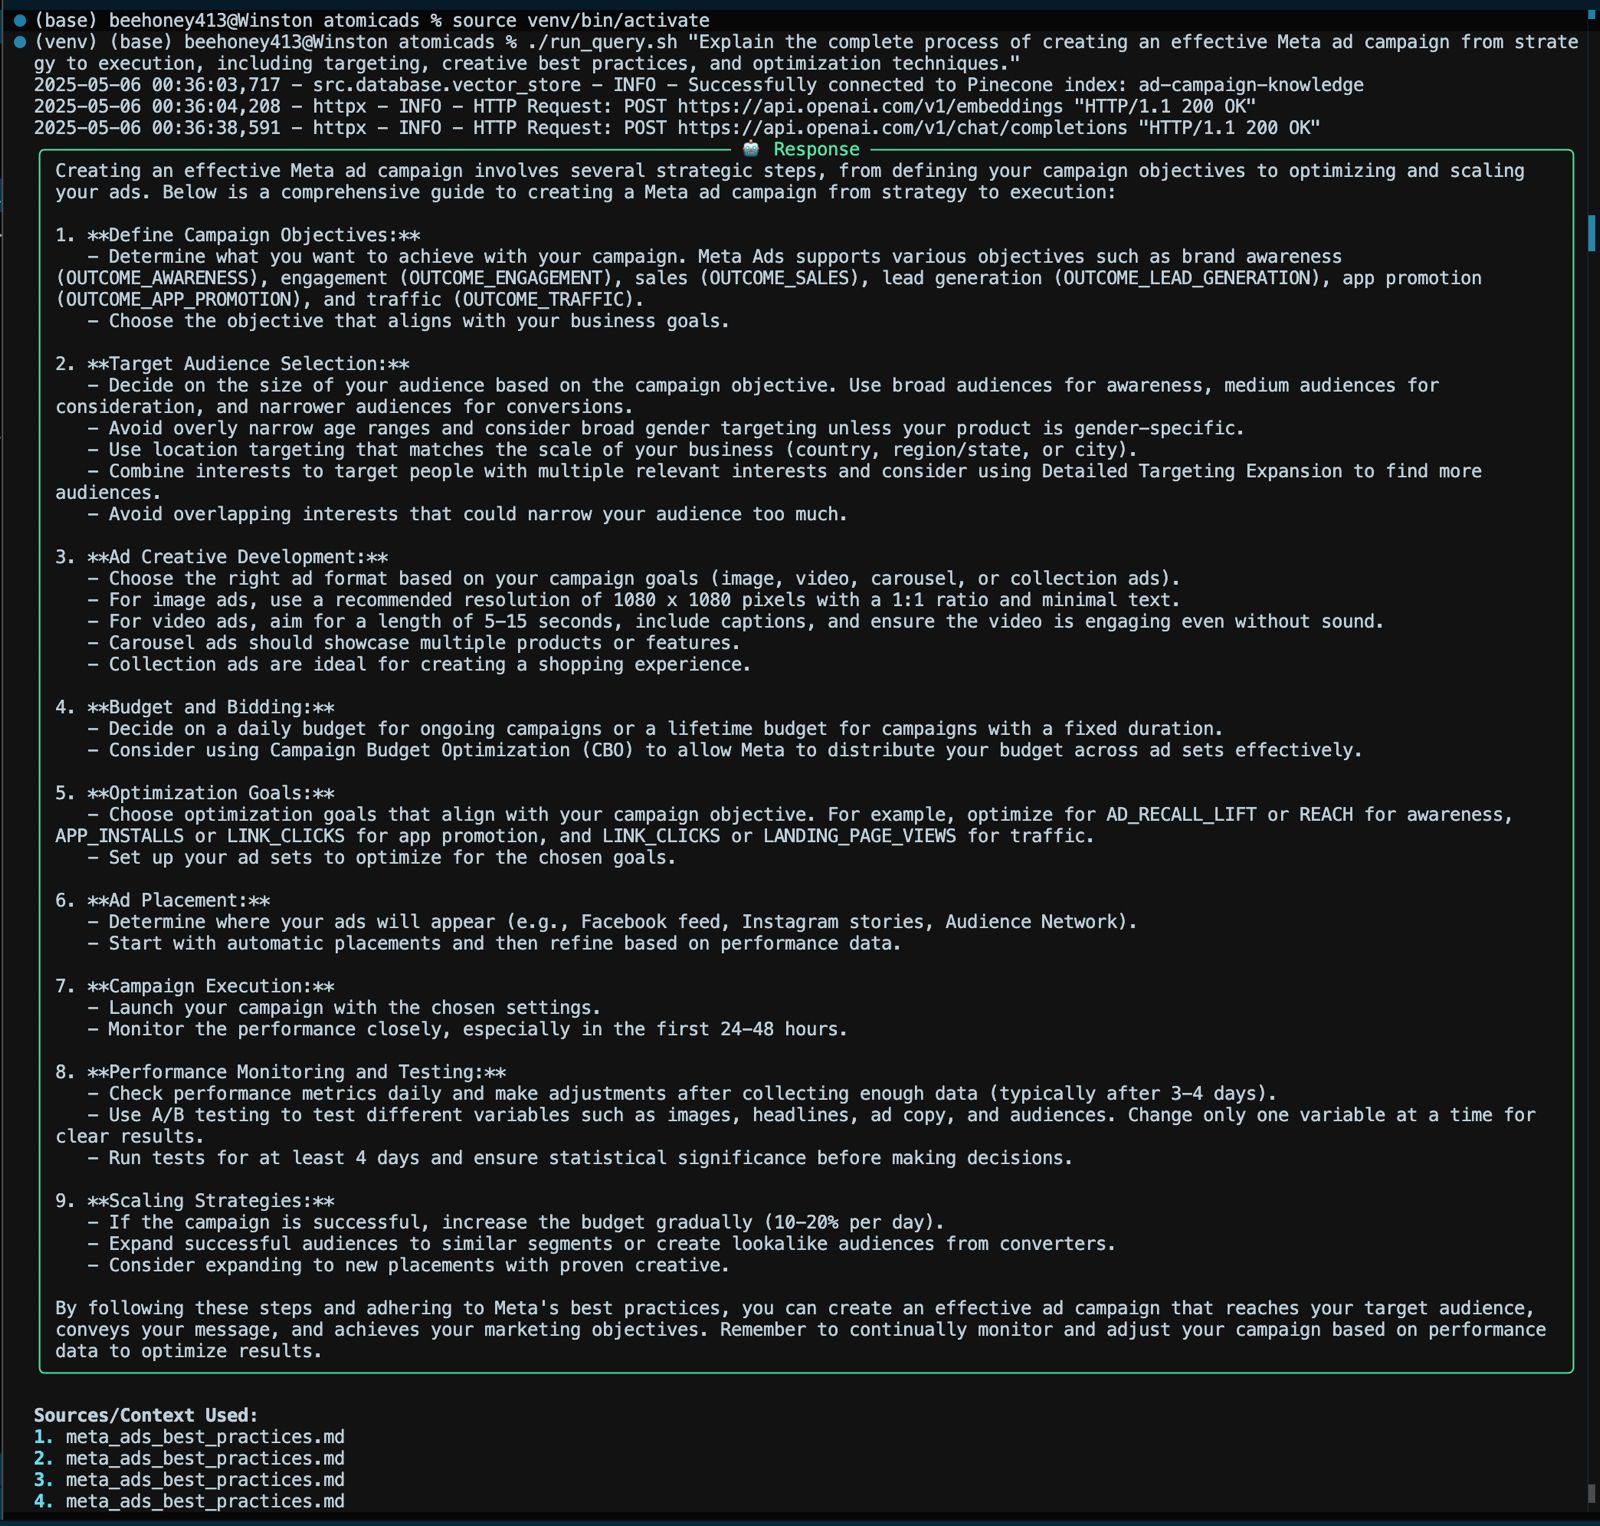 (base) beehoney413@Winston atomicads % source venv/bin/activate
(venv) (base) beehoney413@Winston atomicads % ./run_query.sh "Explain the complete process of creating an effective Meta ad campaign from strate
gy to execution, including targeting, creative best practices, and optimization techniques."
2025-05-06 00:36:03,717 - src.database.vector_store - INFO - Successfully connected to Pinecone index: ad-campaign-knowledge
2025-05-06 00:36:04,208 - httpx - INFO - HTTP Request: POST https://api.openai.com/v1/embeddings "HTTP/1.1 200 OK"
2025-05-06 00:36:38,591 - httpx - INFO - HTTP Request: POST https://api.openai.com/v1/chat/completions "HTTP/1.1 200 OK"
🤖 Response
Creating an effective Meta ad campaign involves several strategic steps, from defining your campaign objectives to optimizing and scaling
your ads. Below is a comprehensive guide to creating a Meta ad campaign from strategy to execution:
1. **Define Campaign Objectives:**
- Determine what you want to achieve with your campaign. Meta Ads supports various objectives such as brand awareness
(OUTCOME_AWARENESS), engagement (OUTCOME_ENGAGEMENT), sales (OUTCOME_SALES), lead generation (OUTCOME_LEAD_GENERATION), app promotion
(OUTCOME_APP_PROMOTION), and traffic (OUTCOME_TRAFFIC).
- Choose the objective that aligns with your business goals.
2. **Target Audience Selection:**
- Decide on the size of your audience based on the campaign objective. Use broad audiences for awareness, medium audiences for
consideration, and narrower audiences for conversions.
- Avoid overly narrow age ranges and consider broad gender targeting unless your product is gender-specific.
- Use location targeting that matches the scale of your business (country, region/state, or city).
- Combine interests to target people with multiple relevant interests and consider using Detailed Targeting Expansion to find more
audiences.
- Avoid overlapping interests that could narrow your audience too much.
3. **Ad Creative Development:**
- Choose the right ad format based on your campaign goals (image, video, carousel, or collection ads).
- For image ads, use a recommended resolution of 1080 x 1080 pixels with a 1:1 ratio and minimal text.
- For video ads, aim for a length of 5-15 seconds, include captions, and ensure the video is engaging even without sound.
- Carousel ads should showcase multiple products or features.
- Collection ads are ideal for creating a shopping experience.
4. **Budget and Bidding:**
- Decide on a daily budget for ongoing campaigns or a lifetime budget for campaigns with a fixed duration.
- Consider using Campaign Budget Optimization (CBO) to allow Meta to distribute your budget across ad sets effectively.
5. **Optimization Goals:**
- Choose optimization goals that align with your campaign objective. For example, optimize for AD_RECALL_LIFT or REACH for awareness,
APP_INSTALLS or LINK_CLICKS for app promotion, and LINK_CLICKS or LANDING_PAGE_VIEWS for traffic.
- Set up your ad sets to optimize for the chosen goals.
6. **Ad Placement:**
- Determine where your ads will appear (e.g., Facebook feed, Instagram stories, Audience Network).
- Start with automatic placements and then refine based on performance data.
7. **Campaign Execution:**
- Launch your campaign with the chosen settings.
- Monitor the performance closely, especially in the first 24-48 hours.
8. **Performance Monitoring and Testing:**
- Check performance metrics daily and make adjustments after collecting enough data (typically after 3-4 days).
- Use A/B testing to test different variables such as images, headlines, ad copy, and audiences. Change only one variable at a time for
clear results.
- Run tests for at least 4 days and ensure statistical significance before making decisions.
9. **Scaling Strategies:**
- If the campaign is successful, increase the budget gradually (10-20% per day).
- Expand successful audiences to similar segments or create lookalike audiences from converters.
- Consider expanding to new placements with proven creative.
By following these steps and adhering to Meta's best practices, you can create an effective ad campaign that reaches your target audience,
conveys your message, and achieves your marketing objectives. Remember to continually monitor and adjust your campaign based on performance
data to optimize results.
Sources/Context Used:
1. meta_ads_best_practices.md
2. meta_ads_best_practices.md
3. meta_ads_best_practices.md
4. meta_ads_best_practices.md